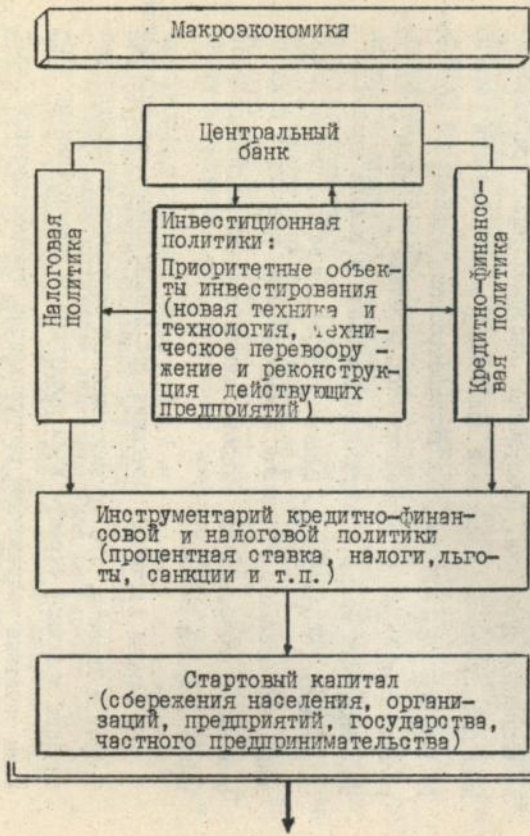 Макроэкономика
Центральный
банк
Налоговая
политика
Инвестиционная
политики:
Приоритетные объек-
ты инвестирования
(новая техника и
технология, техни-
ческое перевоору -
жение и реконструк-
ция действующих
предприятий)
Кредитно-финансо-
вая политика
Инструментарий кредитно-финан-
совой и налоговой политики
(процентная ставка, налоги,льго-
ты, санкции и т.п.)
Стартовый капитал
(сбережения населения, органи-
заций, предприятий, государства,
частного предпринимательства)